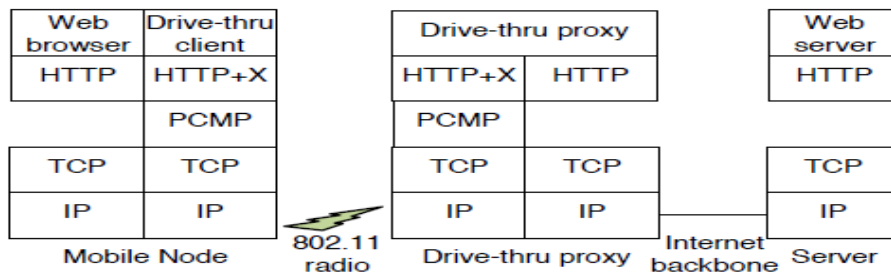 Web browser Drive-thru client Drive-thru proxy Web server
HTTP HTTP+X HTTP+X HTTP HTTP
PCMP PCMP
TCP TCP TCP TCP TCP
IP IP IP IP IP
Mobile Node 802.11 radio Drive-thru proxy Internet backbone Server